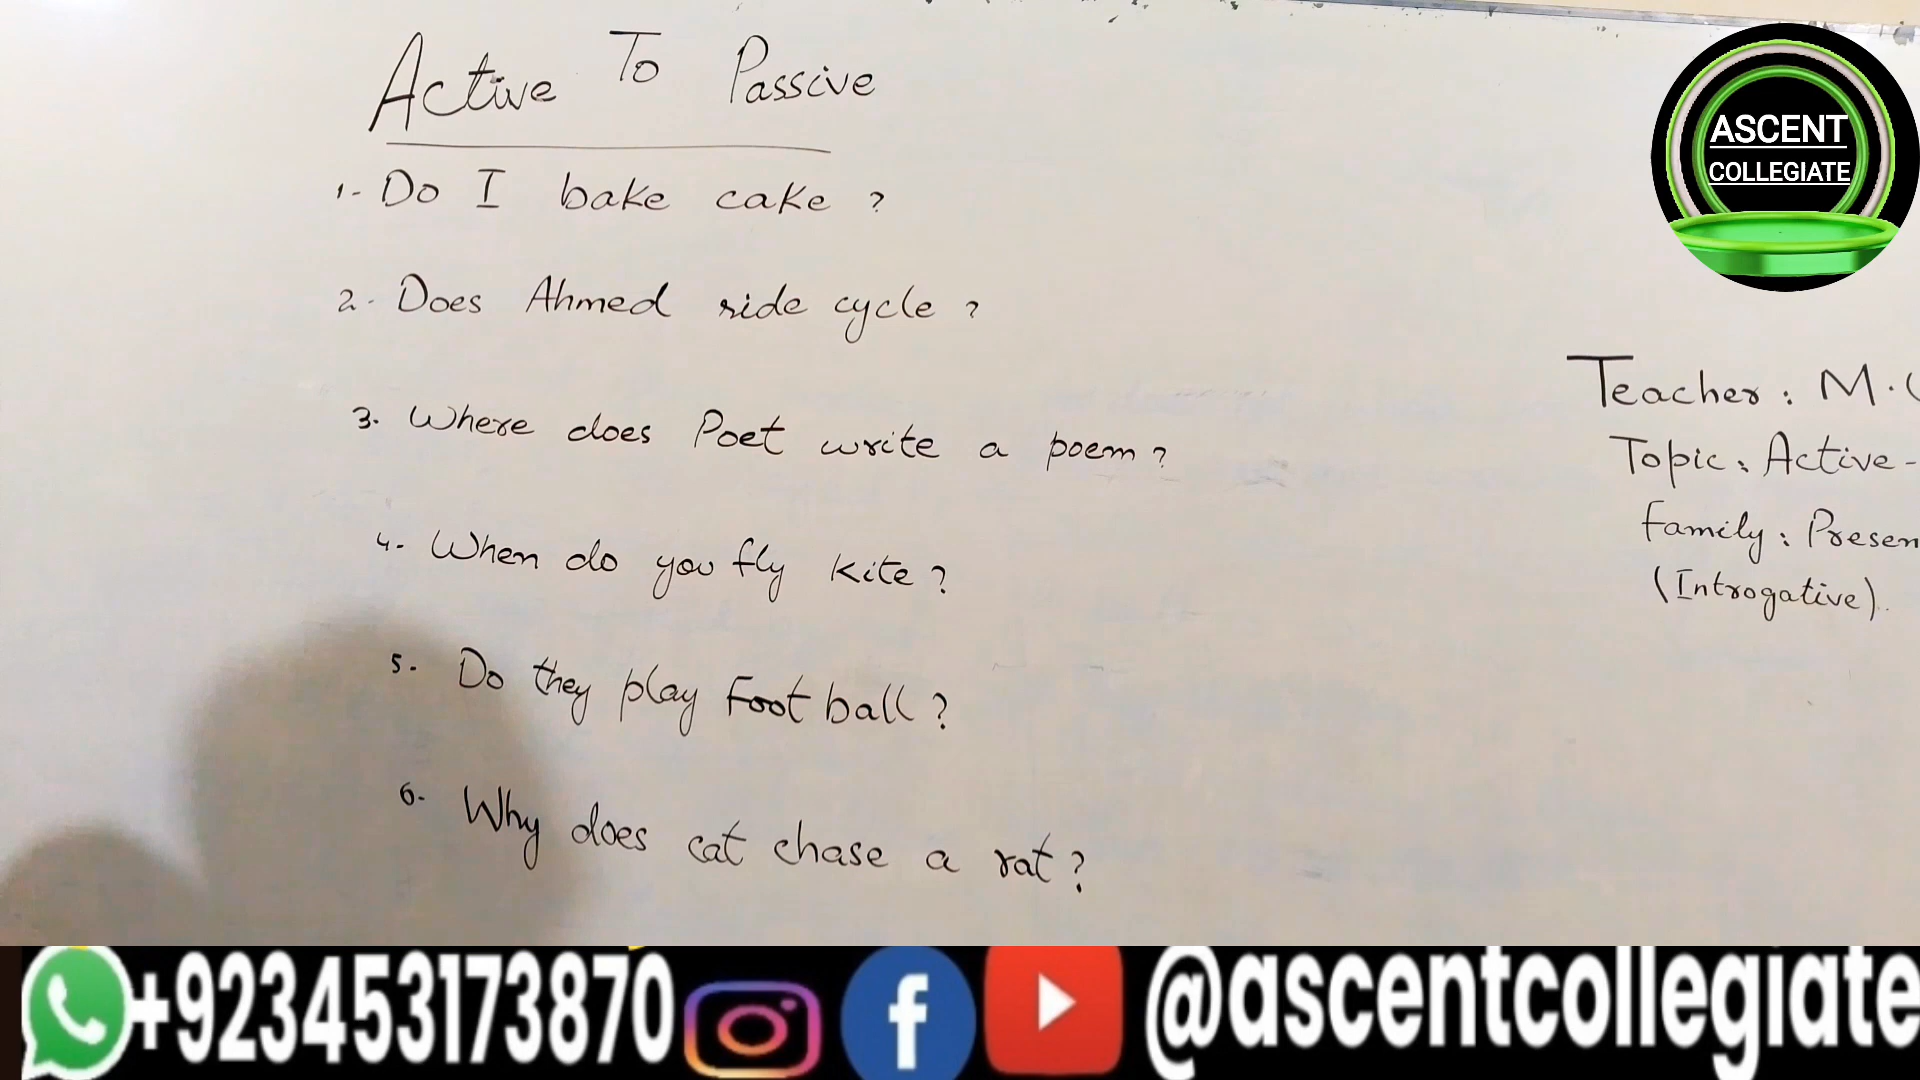 Active To Passive
1- Do I bake cake ?
2- Does Ahmed ride cycle ?
3- Where does Poet write a poem ?
4- When do you fly kite ?
5- Do they play Foot ball ?
6- Why does cat chase a rat ?
ASCENT
COLLEGIATE
Teacher : M.
Topic : Active -
Family : Presen
(Introgative).
+923453173870
@ascentcollegiate